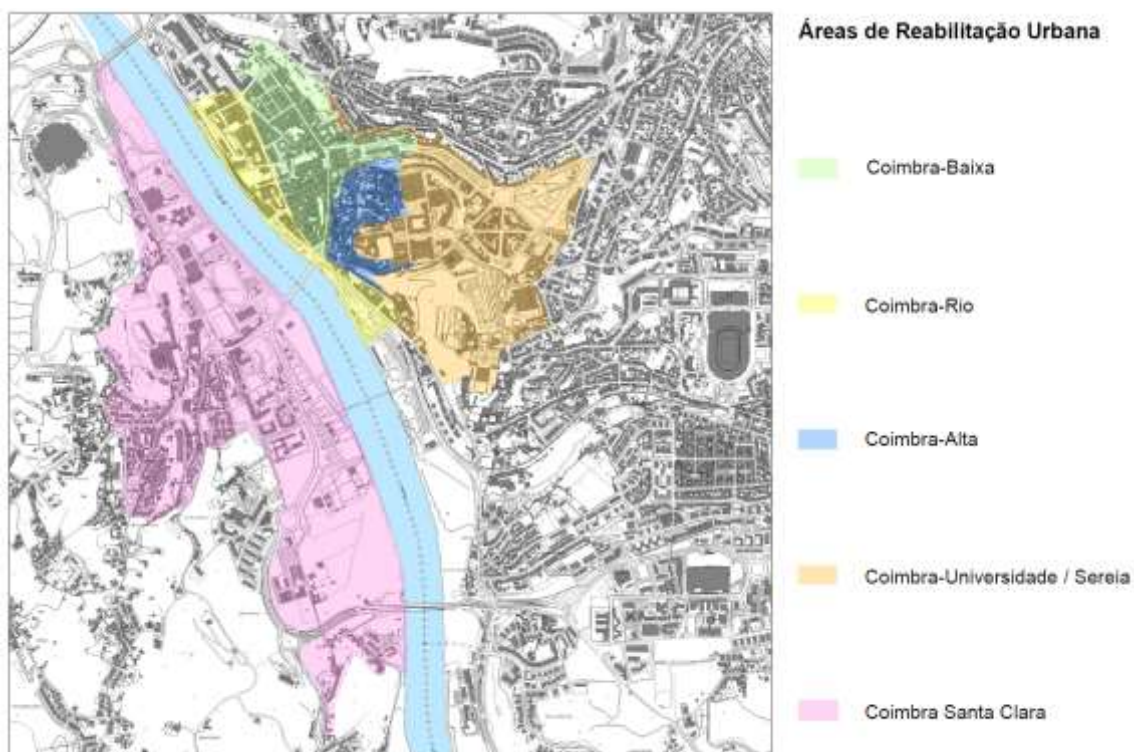 Áreas de Reabilitação Urbana
Coimbra-Baixa
Coimbra-Rio
Coimbra-Alta
Coimbra-Universidade / Sereia
Coimbra Santa Clara